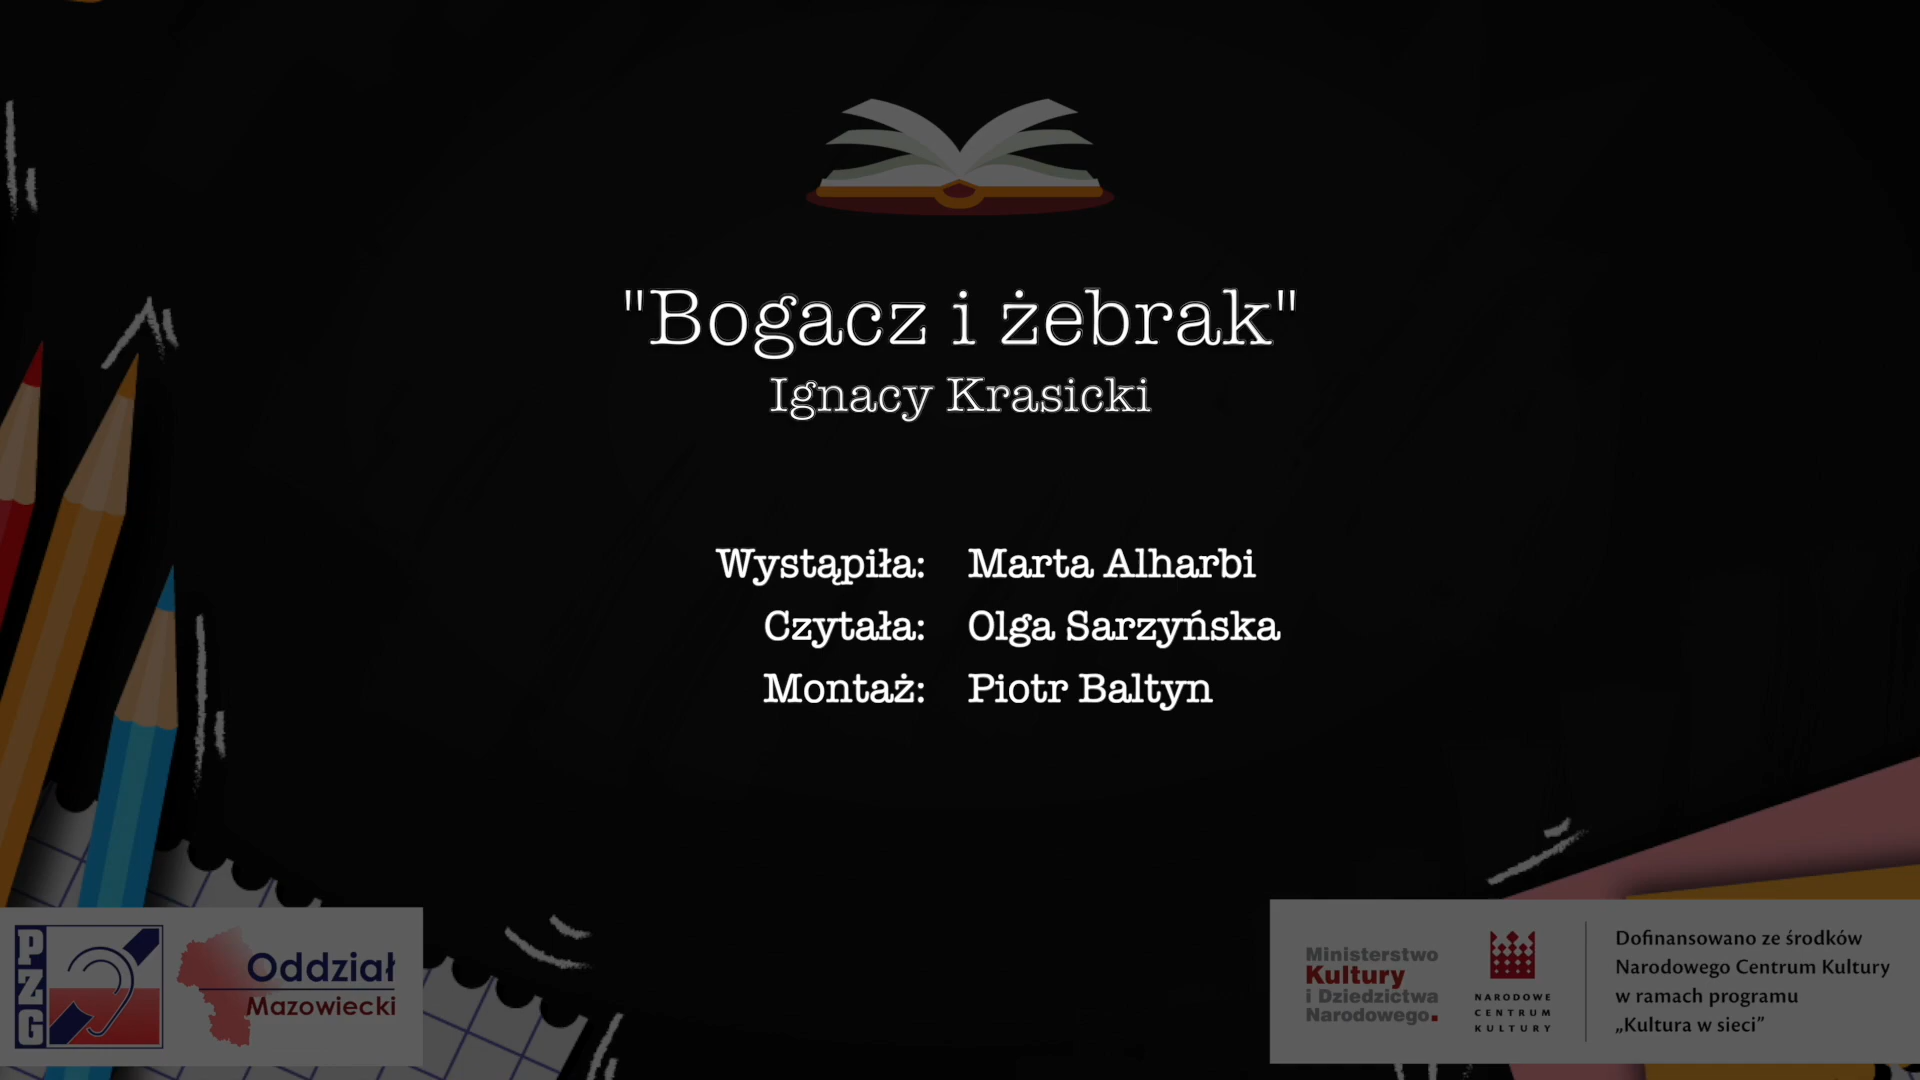 "Bogacz i żebrak"
Ignacy Krasicki
Wystąpiła: Marta Alharbi
Czytała: Olga Sarzyńska
Montaż: Piotr Baltyn
PZG
Oddział
Mazowiecki
Ministerstwo
Kultury
i Dziedzictwa
Narodowego.
NARODOWE
CENTRUM
KULTURY
Dofinansowano ze środków
Narodowego Centrum Kultury
w ramach programu
„Kultura w sieci”